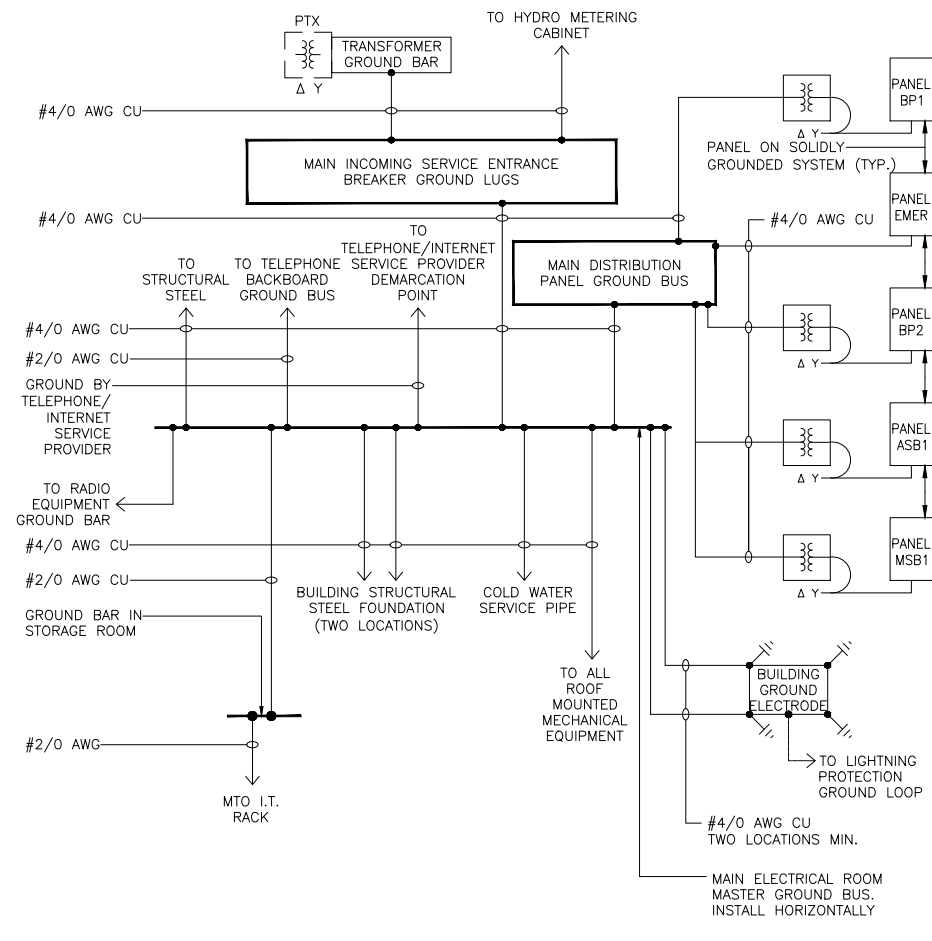 PTX
TRANSFORMER
GROUND BAR
Δ Y
TO HYDRO METERING
CABINET
#4/0 AWG CU
MAIN INCOMING SERVICE ENTRANCE
BREAKER GROUND LUGS
PANEL
BP1
Δ Y
PANEL ON SOLIDLY
GROUNDED SYSTEM (TYP.)
#4/0 AWG CU
PANEL
EMER
#4/0 AWG CU
TO
STRUCTURAL
STEEL
TO TELEPHONE
BACKBOARD
GROUND BUS
TO
TELEPHONE/INTERNET
SERVICE PROVIDER
DEMARCATION
POINT
MAIN DISTRIBUTION
PANEL GROUND BUS
#4/0 AWG CU
#2/0 AWG CU
GROUND BY
TELEPHONE/
INTERNET
SERVICE
PROVIDER
PANEL
BP2
Δ Y
PANEL
ASB1
Δ Y
PANEL
MSB1
Δ Y
TO RADIO
EQUIPMENT
GROUND BAR
#4/0 AWG CU
#2/0 AWG CU
GROUND BAR IN
STORAGE ROOM
BUILDING STRUCTURAL
STEEL FOUNDATION
(TWO LOCATIONS)
COLD WATER
SERVICE PIPE
TO ALL
ROOF
MOUNTED
MECHANICAL
EQUIPMENT
BUILDING
GROUND
ELECTRODE
#2/0 AWG
MTO I.T.
RACK
TO LIGHTNING
PROTECTION
GROUND LOOP
#4/0 AWG CU
TWO LOCATIONS MIN.
MAIN ELECTRICAL ROOM
MASTER GROUND BUS.
INSTALL HORIZONTALLY